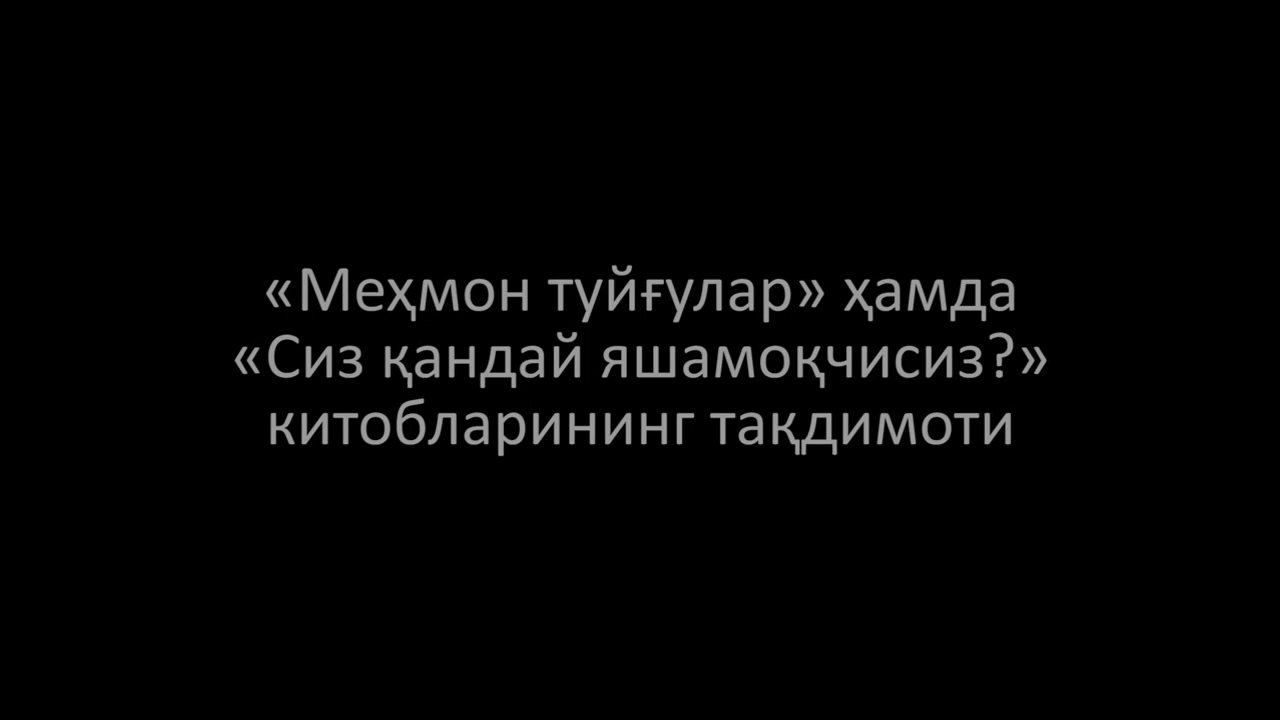 «Меҳмон туйғулар» ҳамда
«Сиз қандай яшамоқчисиз?»
китобларининг тақдимоти